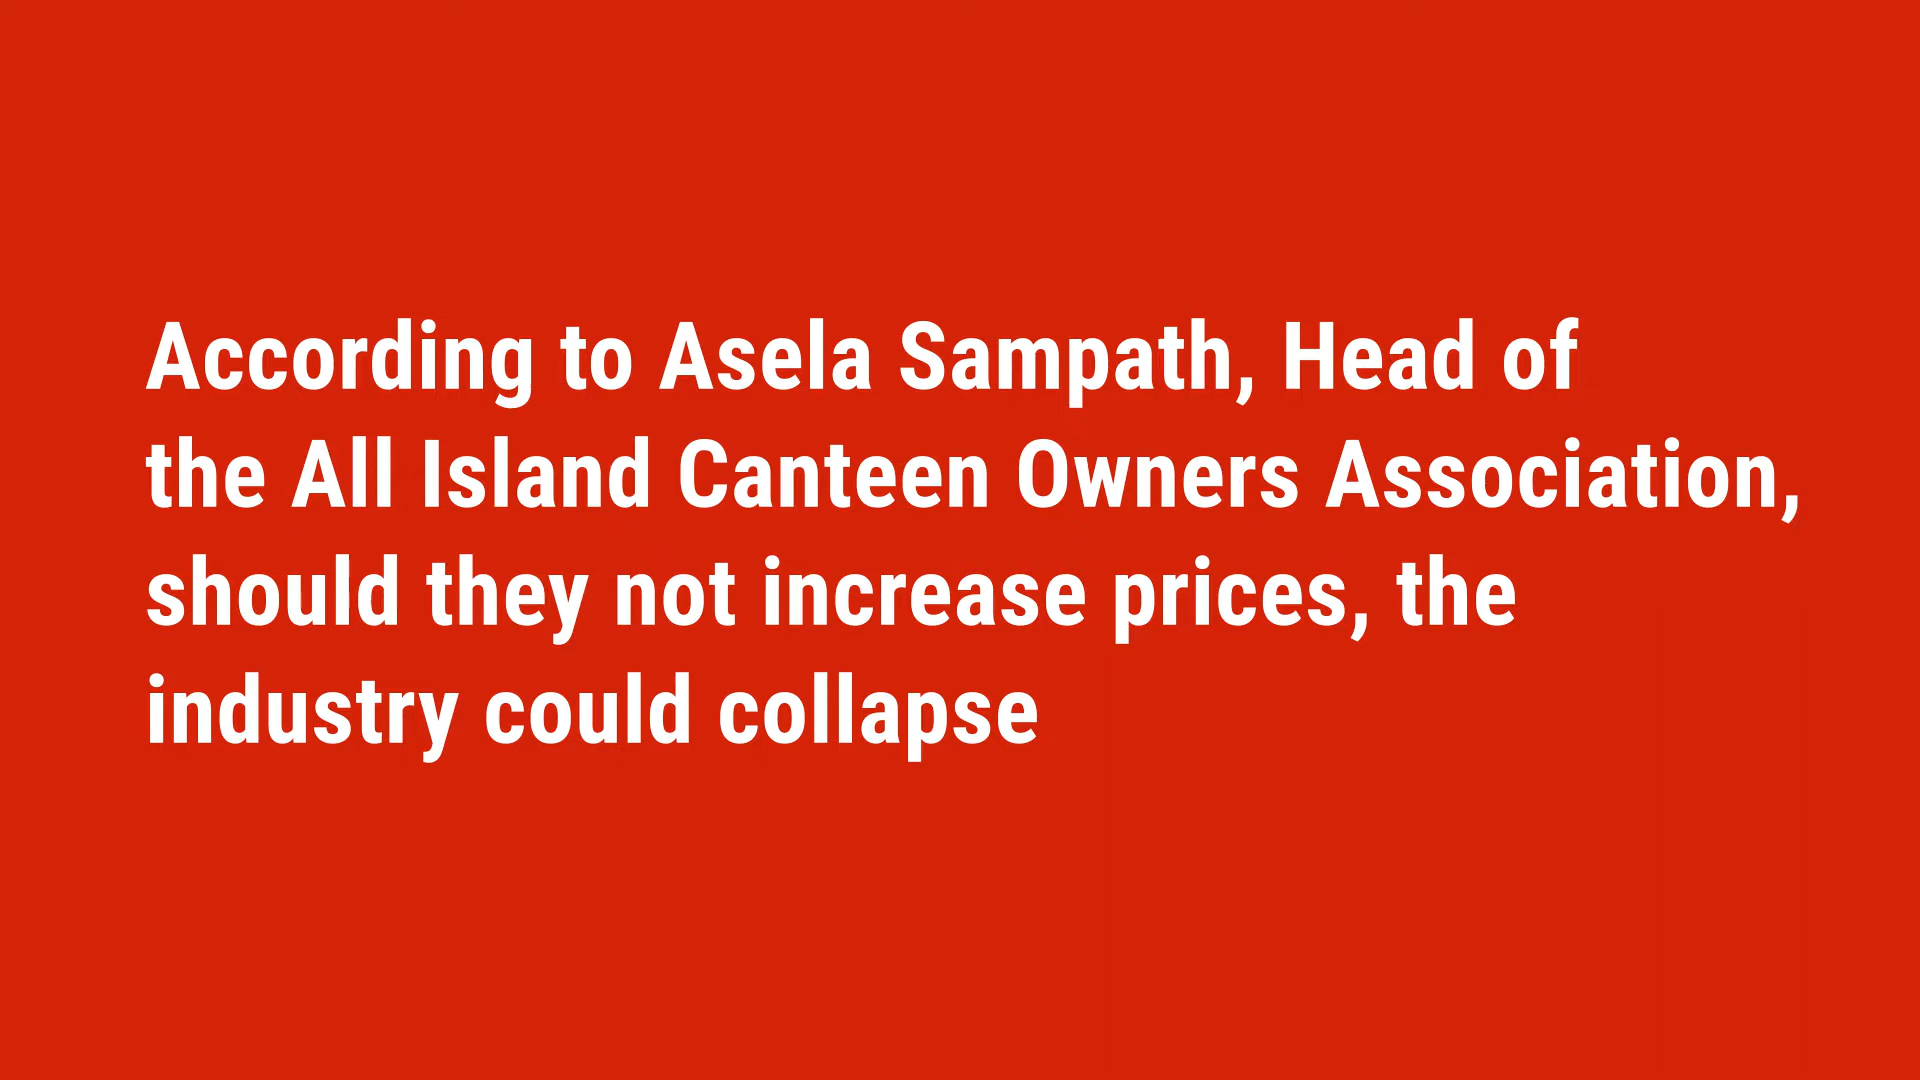 According to Asela Sampath, Head of
the All Island Canteen Owners Association,
should they not increase prices, the
industry could collapse